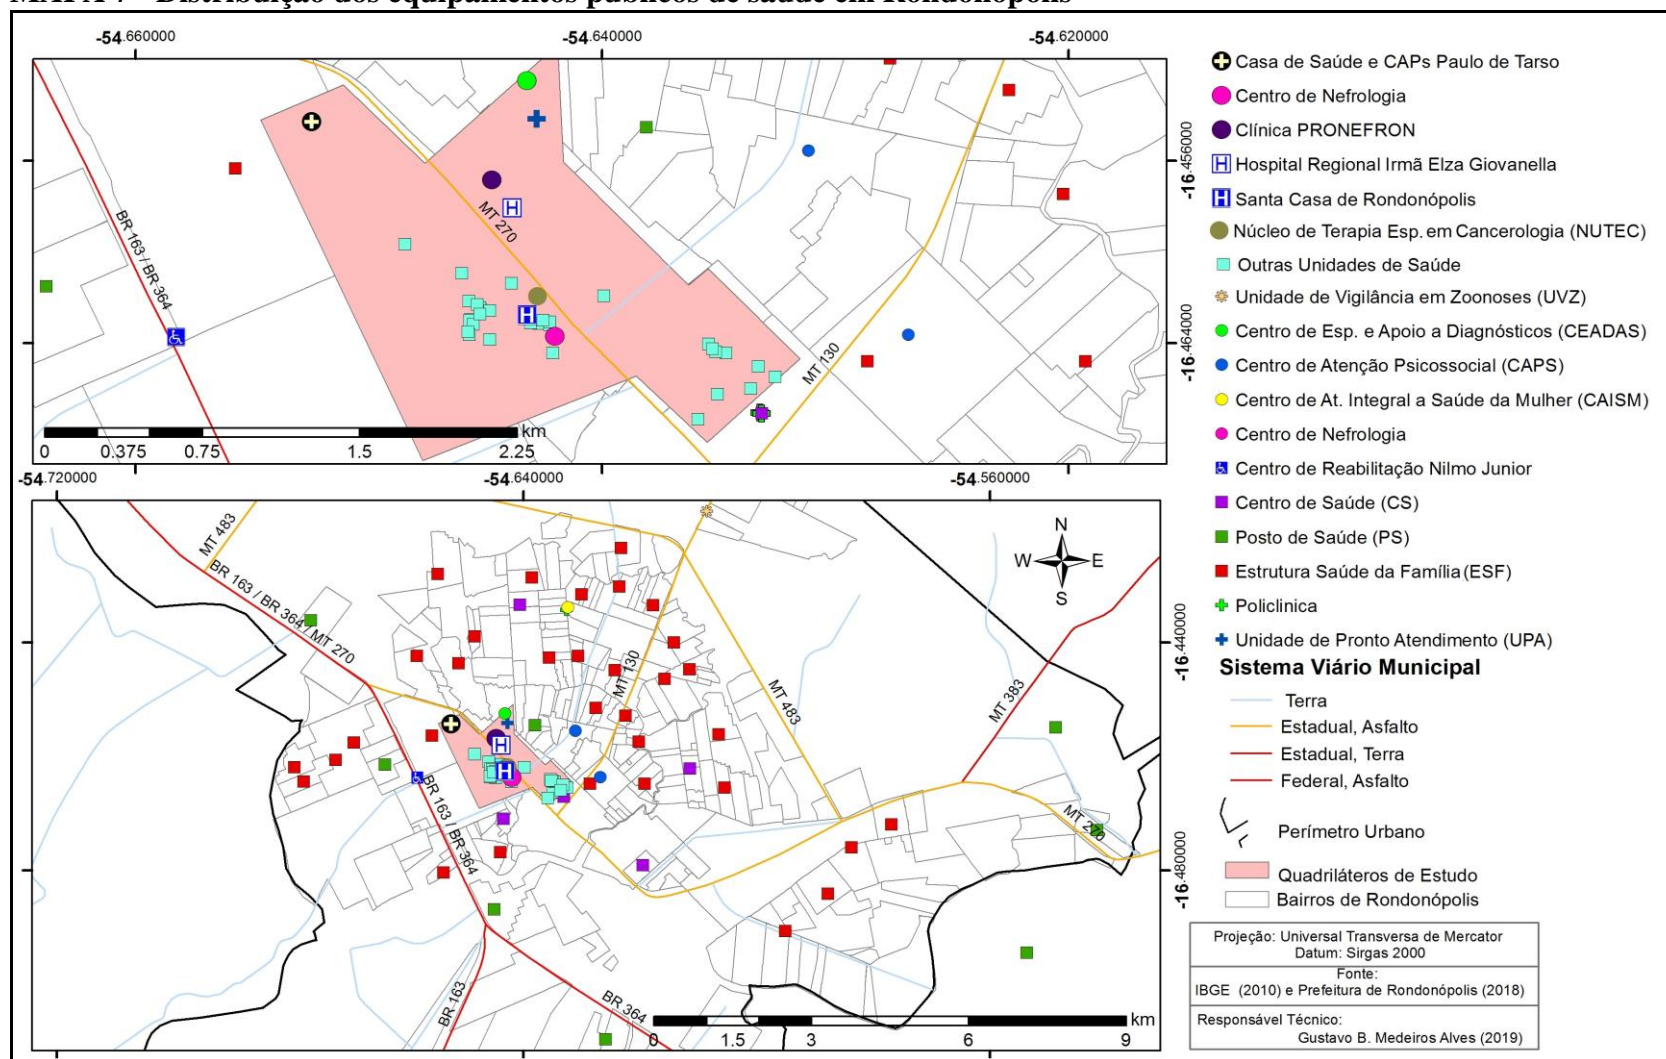 MAPA 7 – Distribuição dos equipamentos públicos de saúde em Rondonópolis
-54.660000
-54.640000
-54.620000
-16.456000
-16.464000
BR 163 / BR 364
MT 270
MT 130
km
0
0.375
0.75
1.5
2.25
-54.720000
-54.640000
-54.560000
-16.440000
-16.480000
MT 483
BR 163 / BR 364 / MT 270
MT 130
MT 483
MT 383
MT 270
BR 163 / BR 364
BR 163
BR 364
N
W
E
S
km
0
1.5
3
6
9
Casa de Saúde e CAPs Paulo de Tarso
Centro de Nefrologia
Clínica PRONEFRON
H Hospital Regional Irmã Elza Giovanella
H Santa Casa de Rondonópolis
Núcleo de Terapia Esp. em Cancerologia (NUTEC)
Outras Unidades de Saúde
Unidade de Vigilância em Zoonoses (UVZ)
Centro de Esp. e Apoio a Diagnósticos (CEADAS)
Centro de Atenção Psicossocial (CAPS)
Centro de At. Integral a Saúde da Mulher (CAISM)
Centro de Nefrologia
Centro de Reabilitação Nilmo Junior
Centro de Saúde (CS)
Posto de Saúde (PS)
Estrutura Saúde da Família (ESF)
Policlinica
Unidade de Pronto Atendimento (UPA)
Sistema Viário Municipal
Terra
Estadual, Asfalto
Estadual, Terra
Federal, Asfalto
Perímetro Urbano
Quadriláteros de Estudo
Bairros de Rondonópolis
Projeção: Universal Transversa de Mercator
Datum: Sirgas 2000
Fonte:
IBGE (2010) e Prefeitura de Rondonópolis (2018)
Responsável Técnico:
Gustavo B. Medeiros Alves (2019)